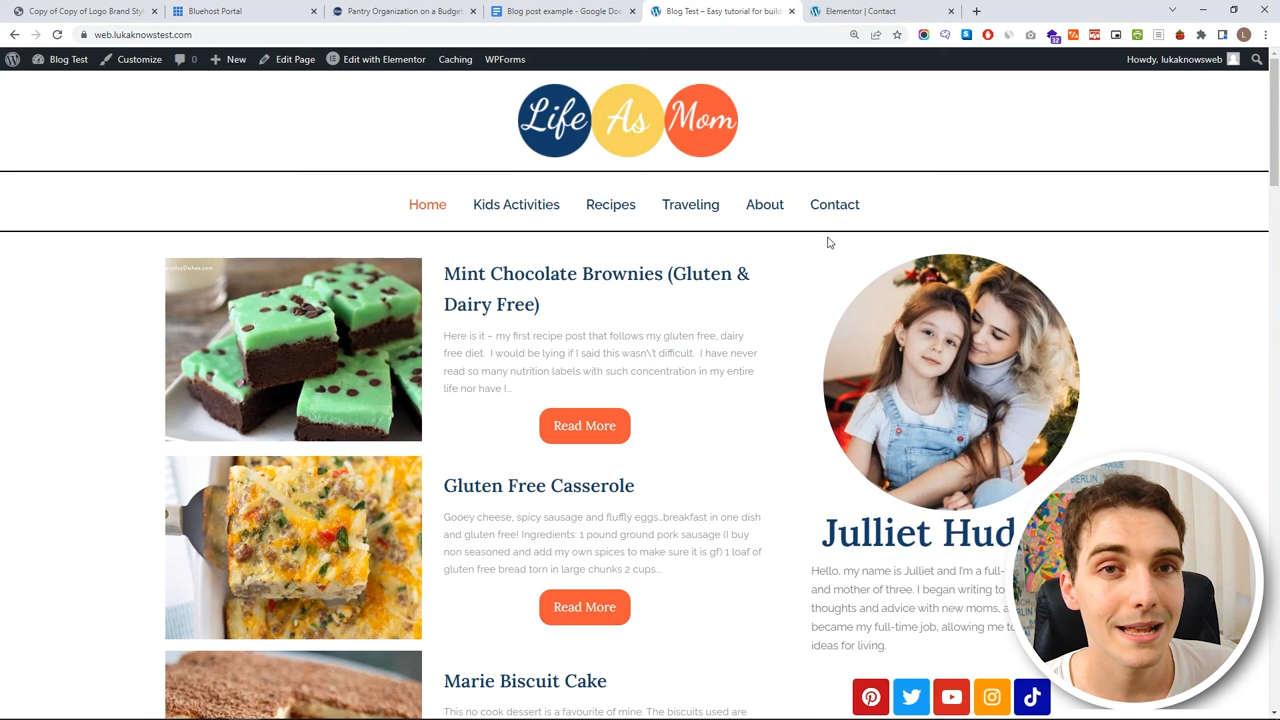 Copy of Copy of Logo Brand Sty
Bluehost Portal
Pantry Organization on a Budget
Blog post example - Google Doc
Blog Test – Easy tutorial for build
Elementor | Contact
web.lukaknowstest.com
32
L
Blog Test
Customize
0
New
Edit Page
Edit with Elementor
Caching
WPForms
Howdy, lukaknowsweb
Life As Mom
Home
Kids Activities
Recipes
Traveling
About
Contact
Mint Chocolate Brownies (Gluten &
Dairy Free)
Here is it – my first recipe post that follows my gluten free, dairy
free diet. I would be lying if I said this wasn\'t difficult. I have never
read so many nutrition labels with such concentration in my entire
life nor have I...
Read More
Gluten Free Casserole
Gooey cheese, spicy sausage and fluffly eggs...breakfast in one dish
and gluten free! Ingredients: 1 pound ground pork sausage (I buy
non seasoned and add my own spices to make sure it is gf) 1 loaf of
gluten free bread torn in large chunks 2 cups...
Read More
Marie Biscuit Cake
This no cook dessert is a favourite of mine. The biscuits used are
Julliet Hud
Hello, my name is Julliet and I'm a full-
and mother of three. I began writing to
thoughts and advice with new moms, a
became my full-time job, allowing me to
ideas for living.
PRAGUE
BERLIN